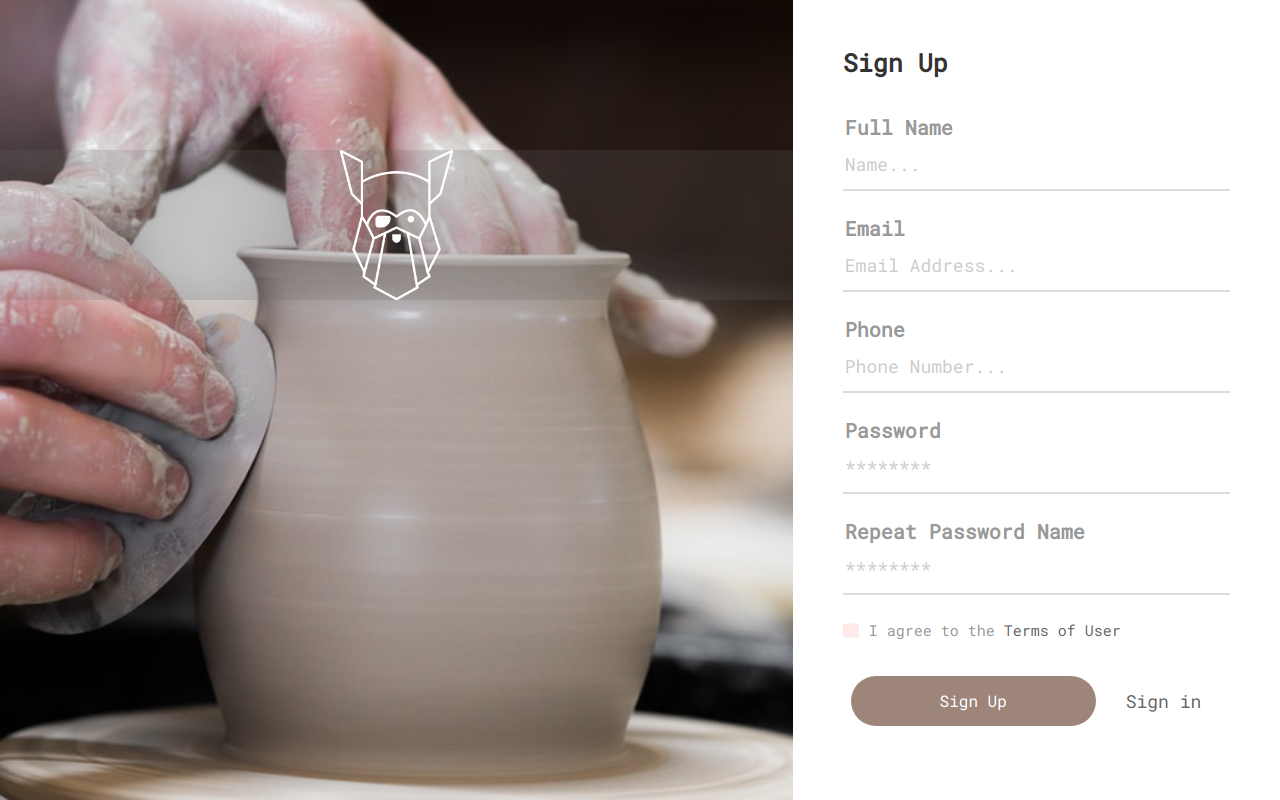 Sign Up
Full Name
Name...
Email
Email Address...
Phone
Phone Number...
Password
********
Repeat Password Name
********
I agree to the Terms of User
Sign Up
Sign in